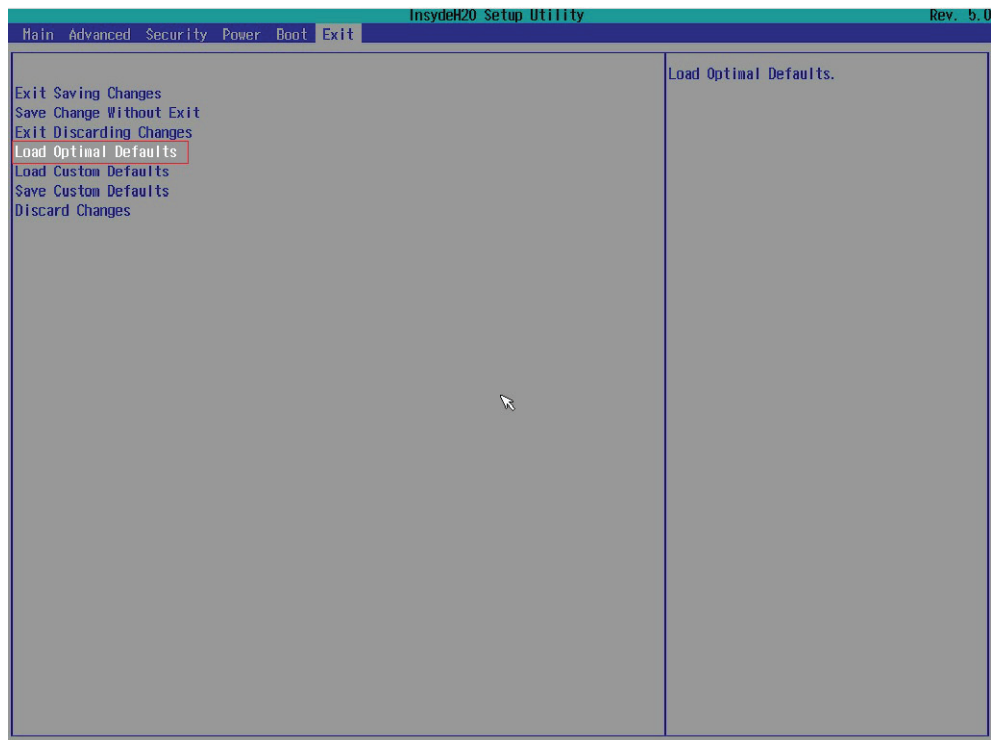 InsydeH20 Setup Utility Rev. 5.0
Main Advanced Security Power Boot Exit
Load Optimal Defaults.
Exit Saving Changes
Save Change Without Exit
Exit Discarding Changes
Load Optimal Defaults
Load Custom Defaults
Save Custom Defaults
Discard Changes